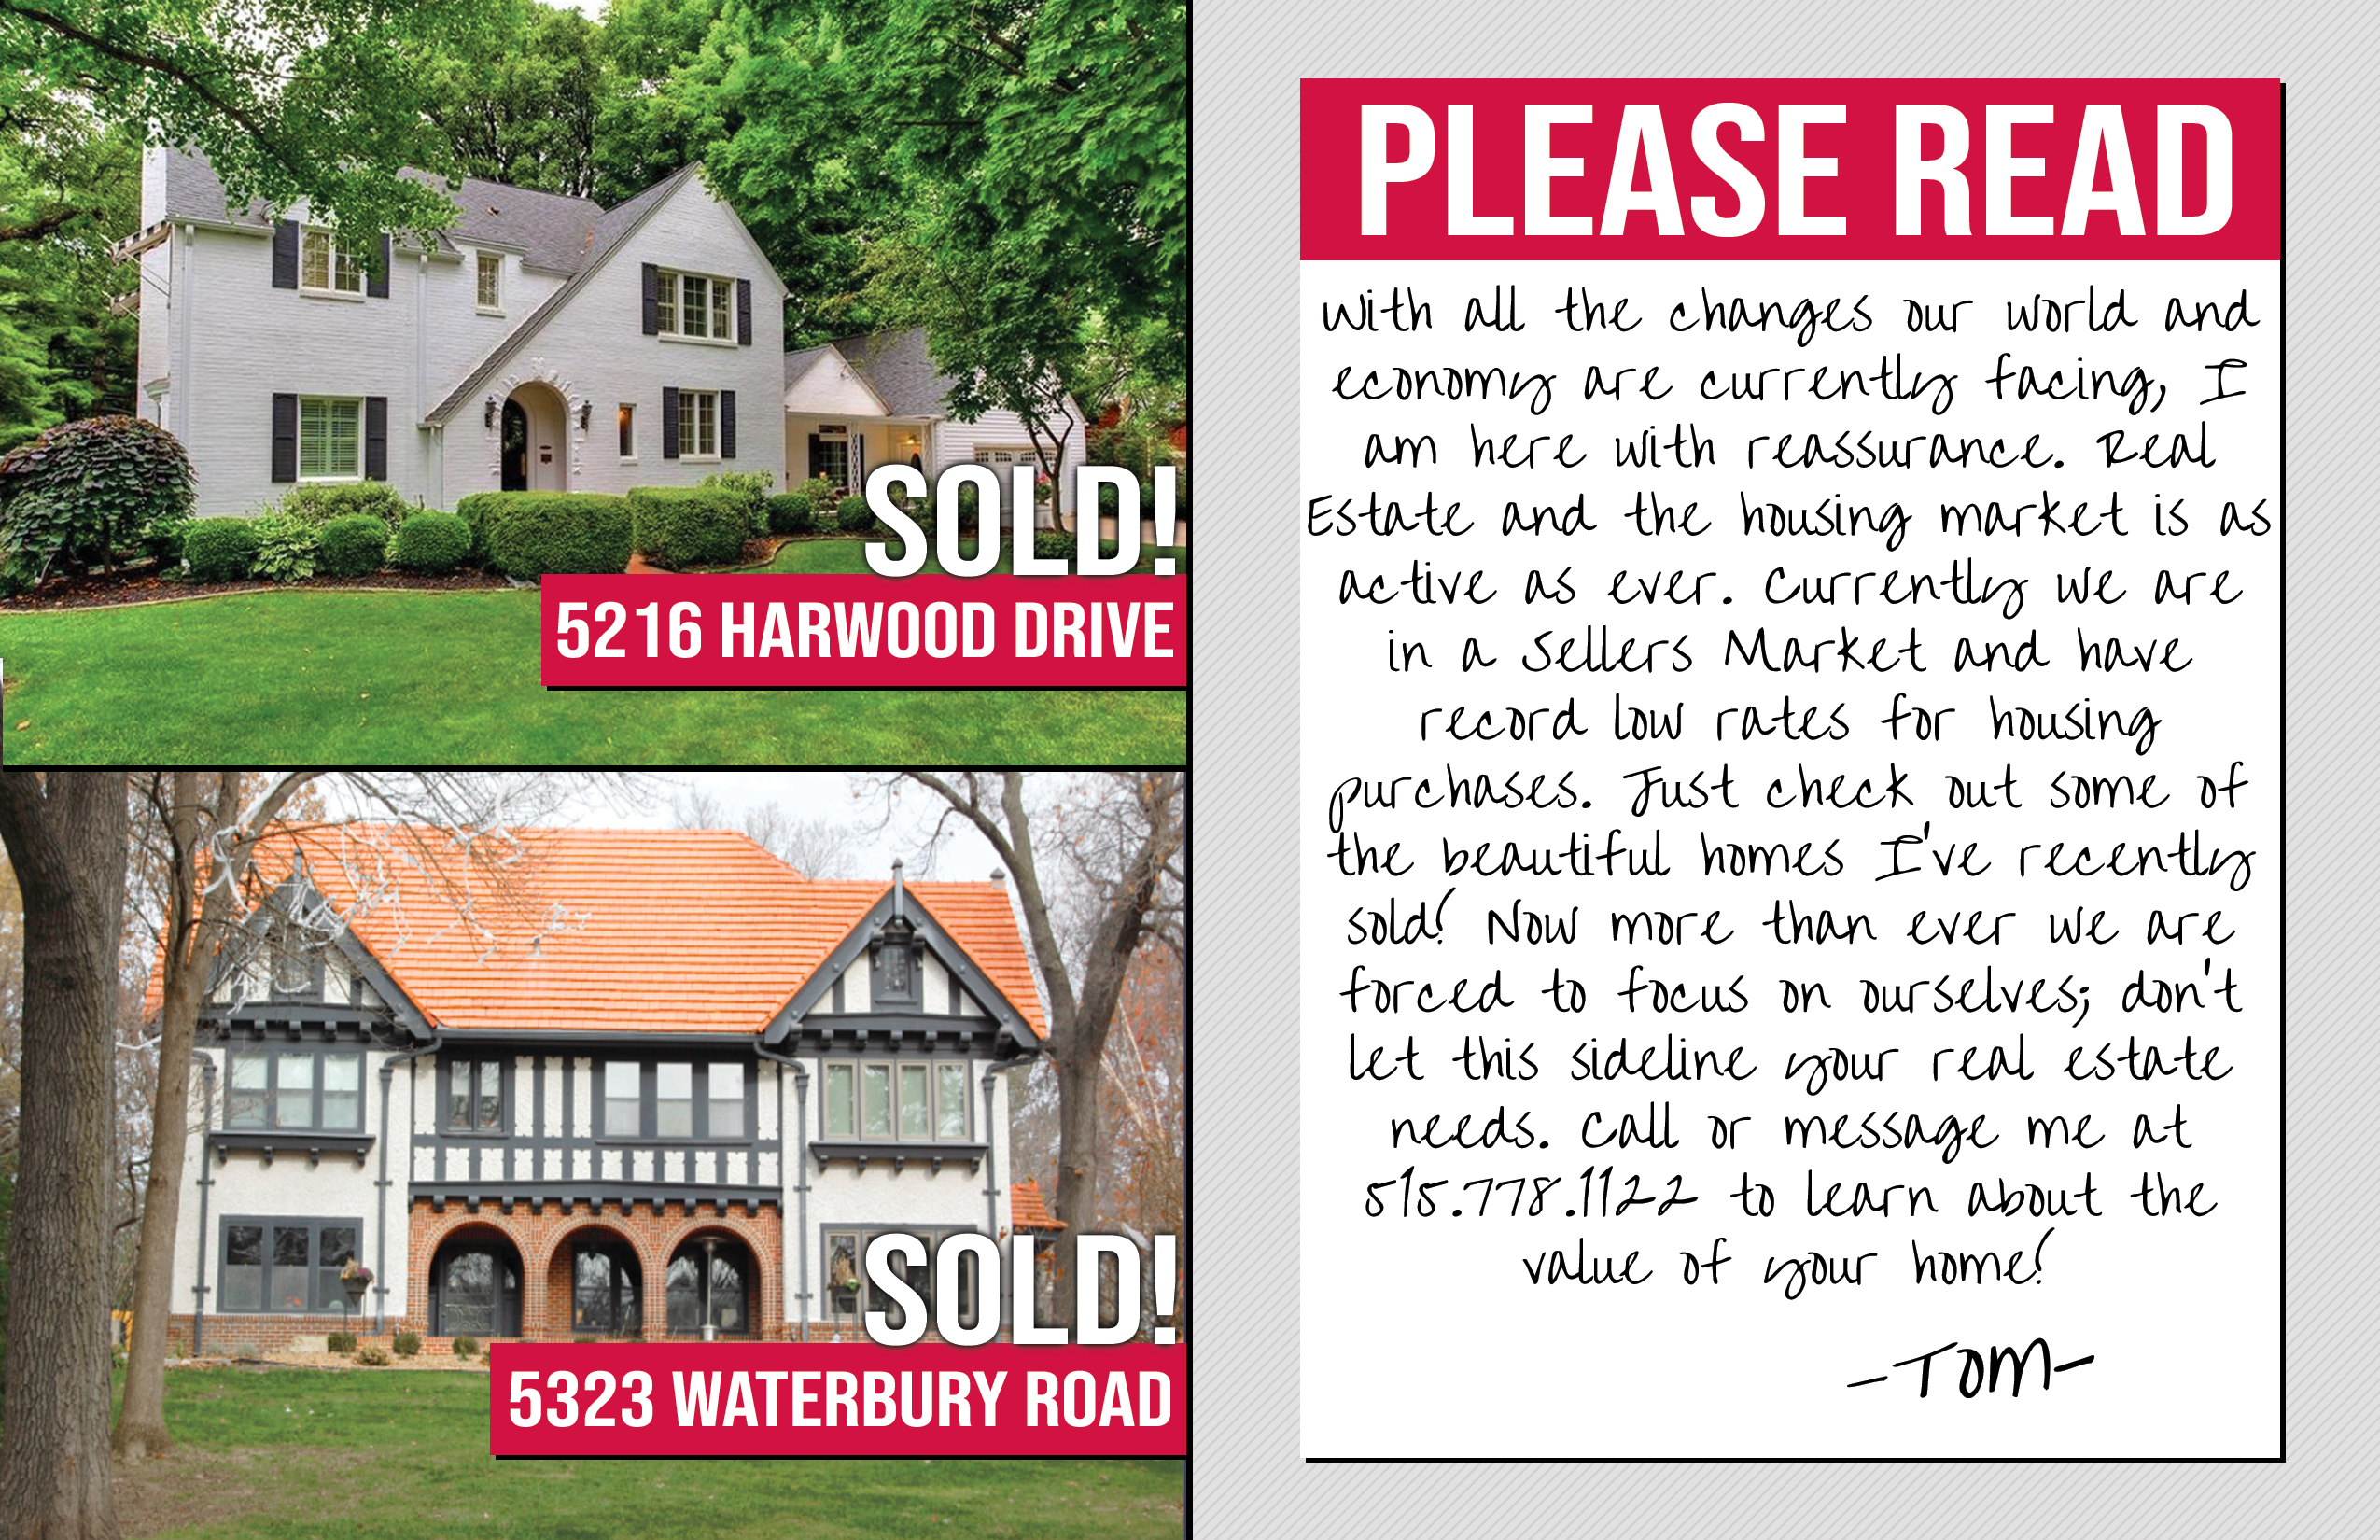 SOLD!
5216 HARWOOD DRIVE
SOLD!
5323 WATERBURY ROAD
PLEASE READ
With all the changes our world and
economy are currently facing, I
am here with reassurance. Real
Estate and the housing market is as
active as ever. Currently we are
in a Sellers Market and have
record low rates for housing
purchases. Just check out some of
the beautiful homes I've recently
sold! Now more than ever we are
forced to focus on ourselves; don't
let this sideline your real estate
needs. Call or message me at
515.778.1122 to learn about the
value of your home!
-TOM-